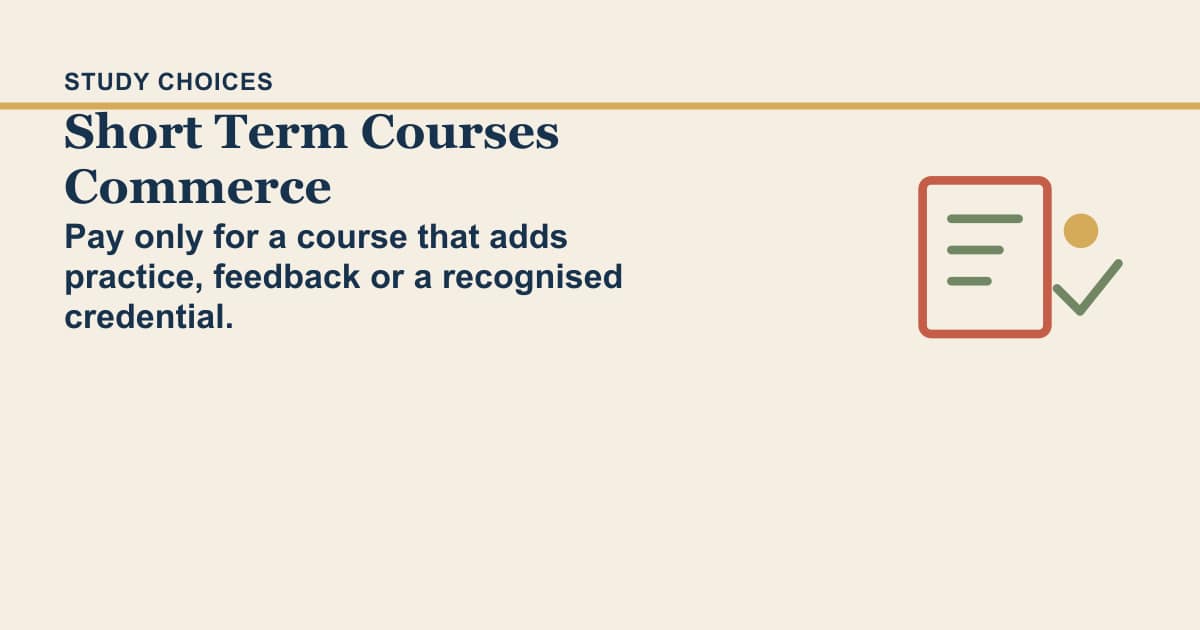 STUDY CHOICES
Short Term Courses
Commerce
Pay only for a course that adds
practice, feedback or a recognised
credential.